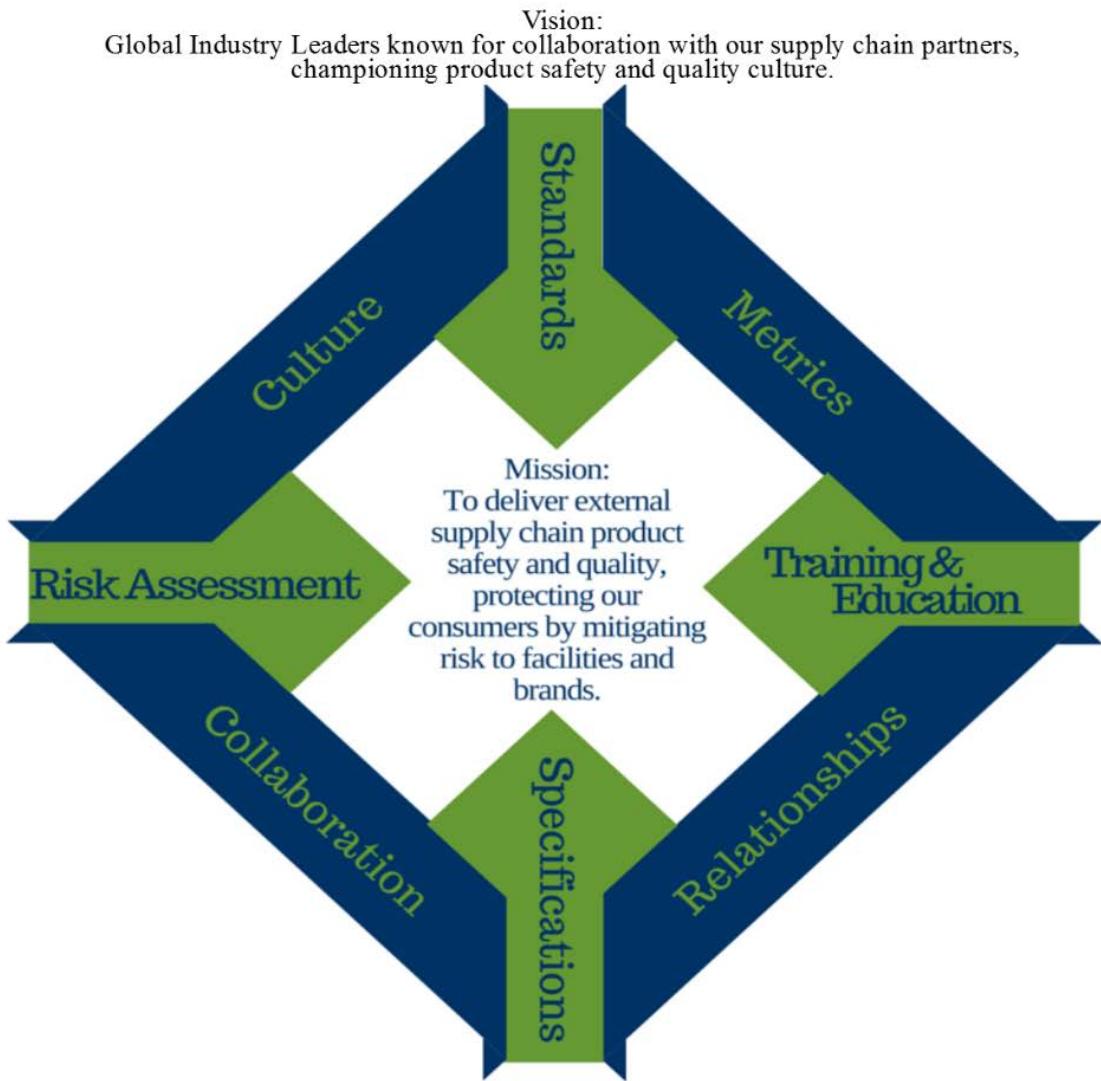 Vision:
Global Industry Leaders known for collaboration with our supply chain partners,
championing product safety and quality culture.
Standards
Culture
Metrics
Mission:
To deliver external
supply chain product
safety and quality,
protecting our
consumers by mitigating
risk to facilities and
brands.
Risk Assessment
Training &
Education
Collaboration
Relationships
Specifications